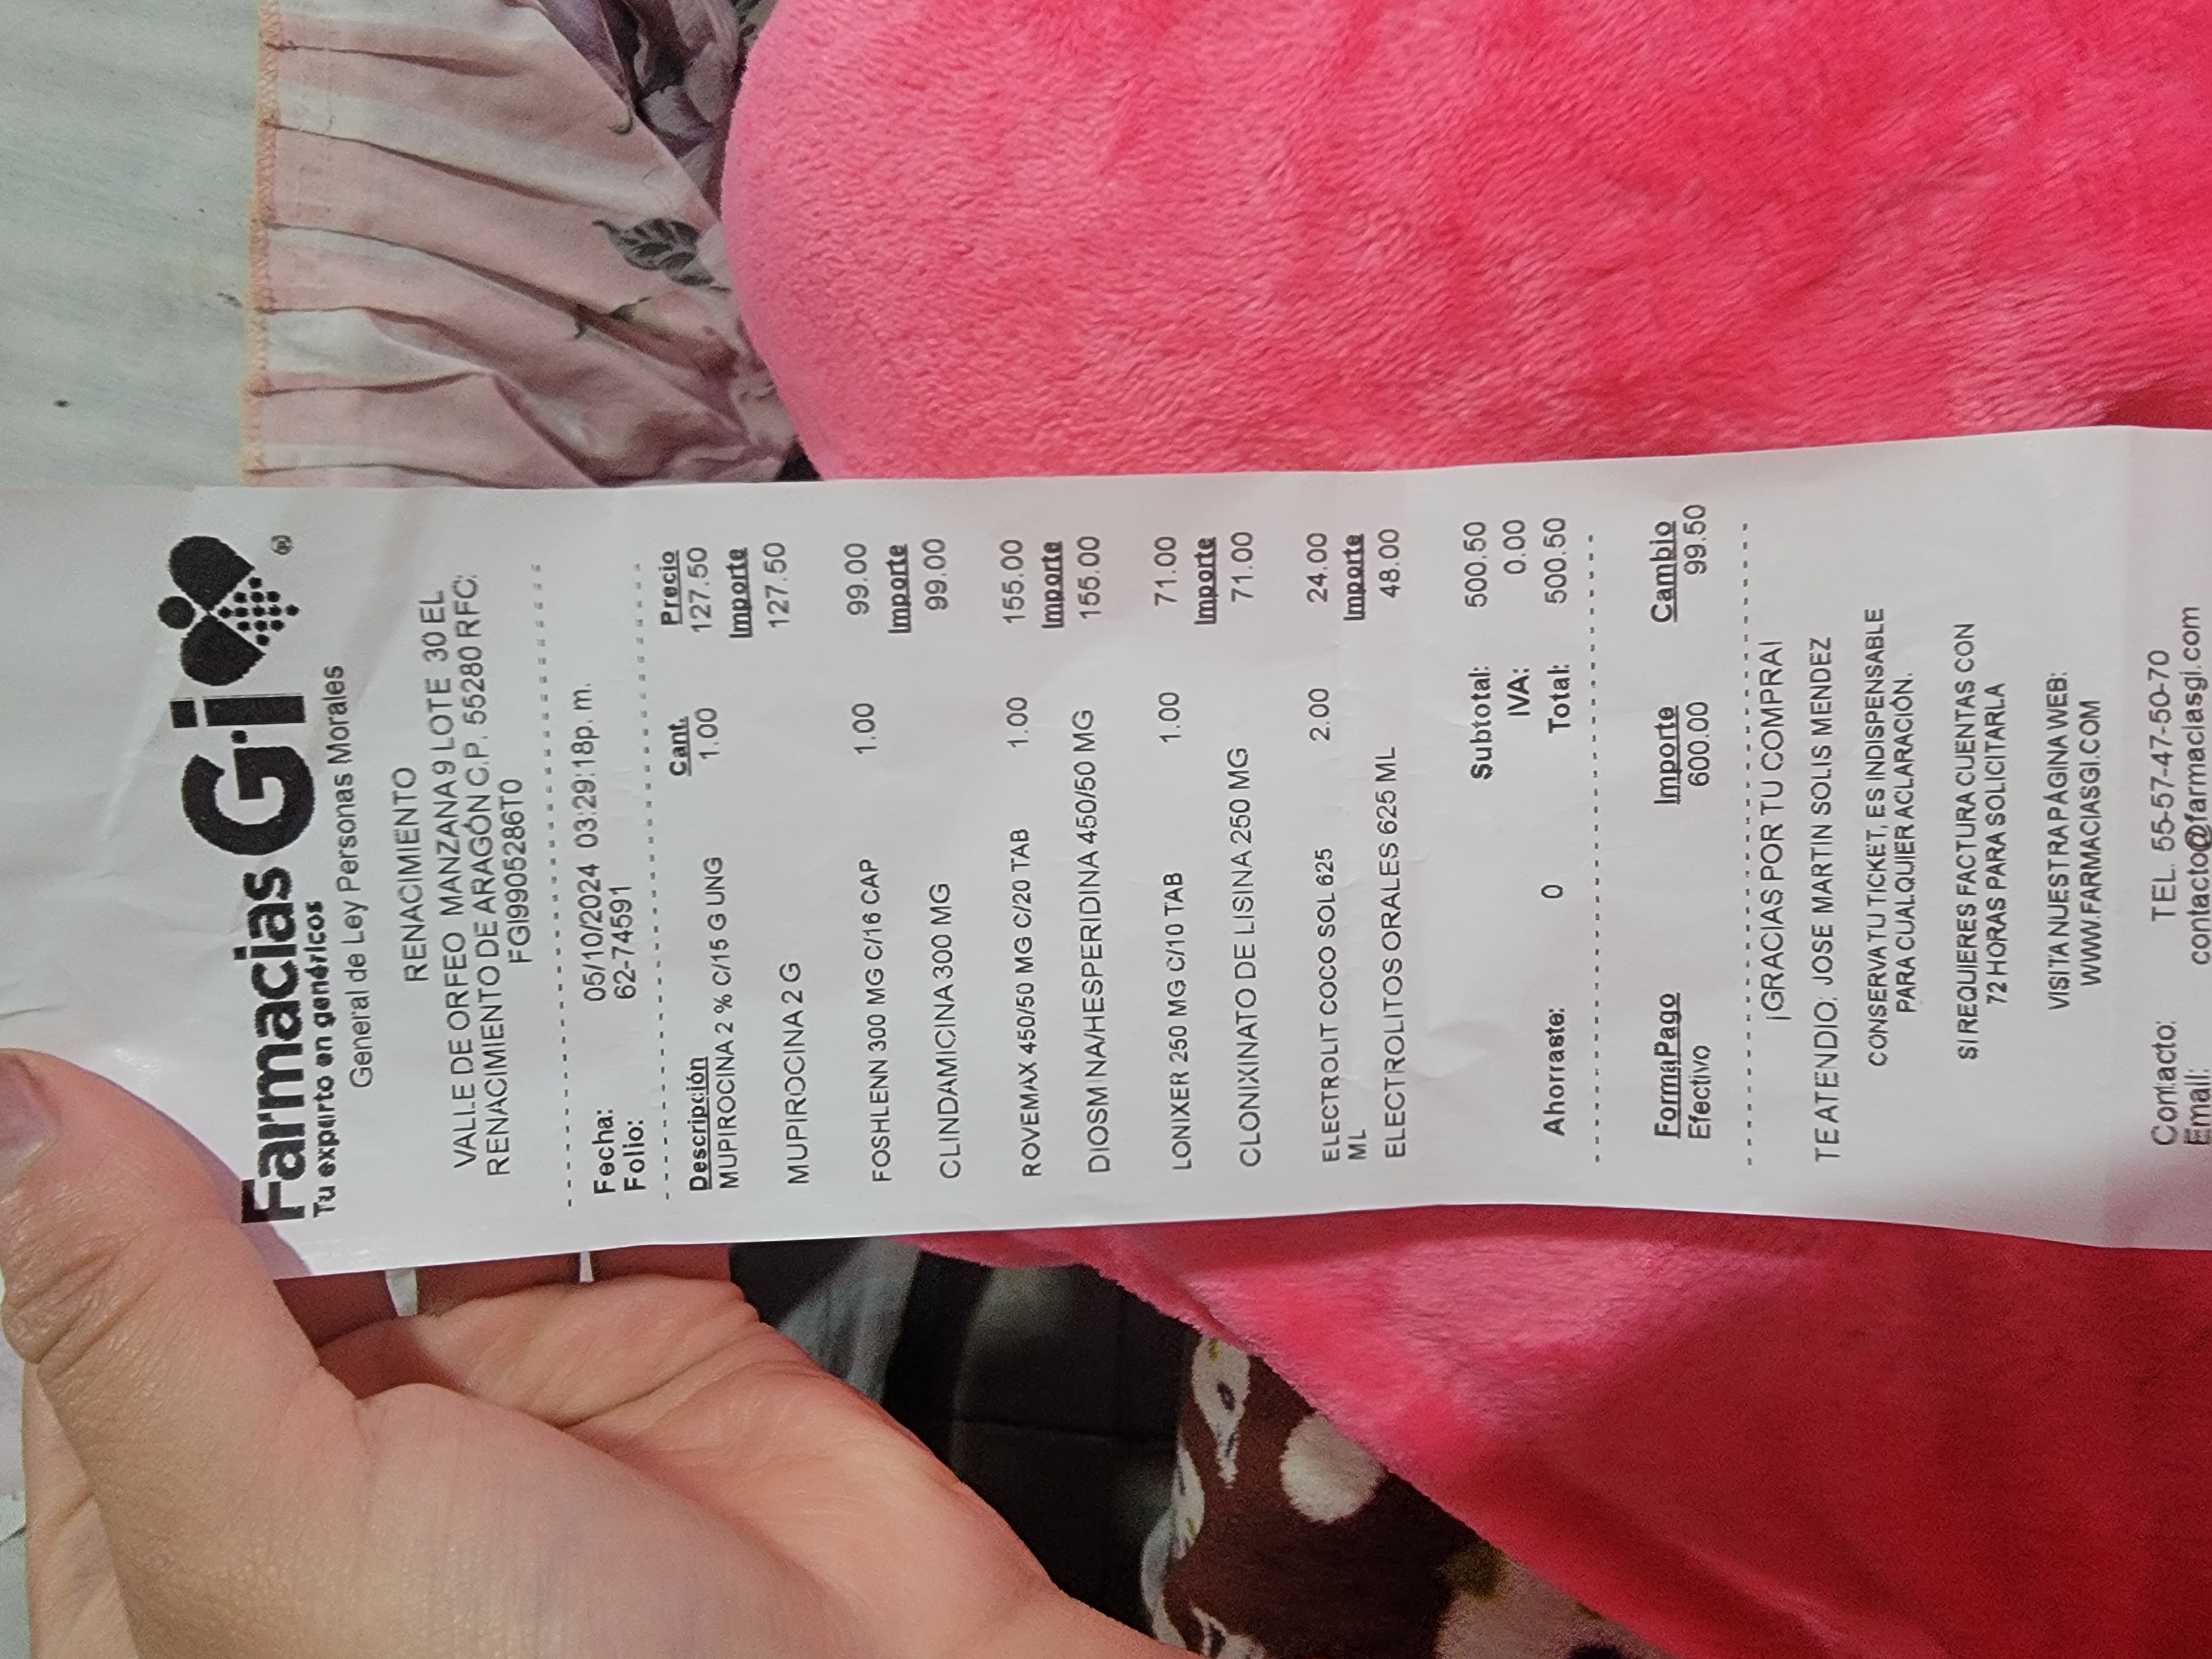 Farmacias Gi ®
Tu experto en genéricos
General de Ley Personas Morales
RENACIMIENTO
VALLE DE ORFEO MANZANA 9 LOTE 30 EL
RENACIMIENTO DE ARAGÓN C.P. 55280 RFC:
FGI9905286T0
Fecha: 05/10/2024 03:29:18p. m.
Folio: 62-74591
Descripción Cant. Precio
MUPIROCINA 2 % C/15 G UNG 1.00 127.50
Importe
MUPIROCINA 2 G 127.50
FOSHLENN 300 MG C/16 CAP 1.00 99.00
Importe
CLINDAMICINA 300 MG 99.00
ROVEMAX 450/50 MG C/20 TAB 1.00 155.00
Importe
DIOSMINA/HESPERIDINA 450/50 MG 155.00
LONIXER 250 MG C/10 TAB 1.00 71.00
Importe
CLONIXINATO DE LISINA 250 MG 71.00
ELECTROLIT COCO SOL 625 2.00 24.00
ML Importe
ELECTROLITOS ORALES 625 ML 48.00
Subtotal: 500.50
IVA: 0.00
Ahorraste: 0 Total: 500.50
FormaPago Importe Cambio
Efectivo 600.00 99.50
¡GRACIAS POR TU COMPRA!
TE ATENDIO: JOSE MARTIN SOLIS MENDEZ
CONSERVA TU TICKET, ES INDISPENSABLE
PARA CUALQUIER ACLARACIÓN.
SI REQUIERES FACTURA CUENTAS CON
72 HORAS PARA SOLICITARLA
VISITA NUESTRA PÁGINA WEB:
WWW.FARMACIASGI.COM
Contacto: TEL. 55-57-47-50-70
Email: contacto@farmaciasgi.com